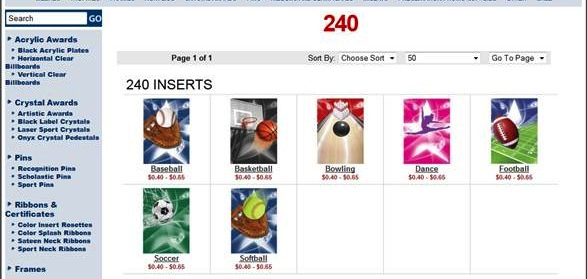 240
Search
GO
Page 1 of 1
Sort By:
Choose Sort
50
Go To Page
Acrylic Awards
Black Acrylic Plates
Horizontal Clear
Billboards
Vertical Clear
Billboards
Crystal Awards
Artistic Awards
Black Label Crystals
Laser Sport Crystals
Onyx Crystal Pedestals
Pins
Recognition Pins
Scholastic Pins
Sport Pins
Ribbons &
Certificates
Color Insert Rosettes
Color Splash Ribbons
Sateen Neck Ribbons
Sport Neck Ribbons
Frames
240 INSERTS
Baseball
$0.40 - $0.65
Basketball
$0.40 - $0.65
Bowling
$0.40 - $0.65
Dance
$0.40 - $0.65
Football
$0.40 - $0.65
Soccer
$0.40 - $0.65
Softball
$0.40 - $0.65